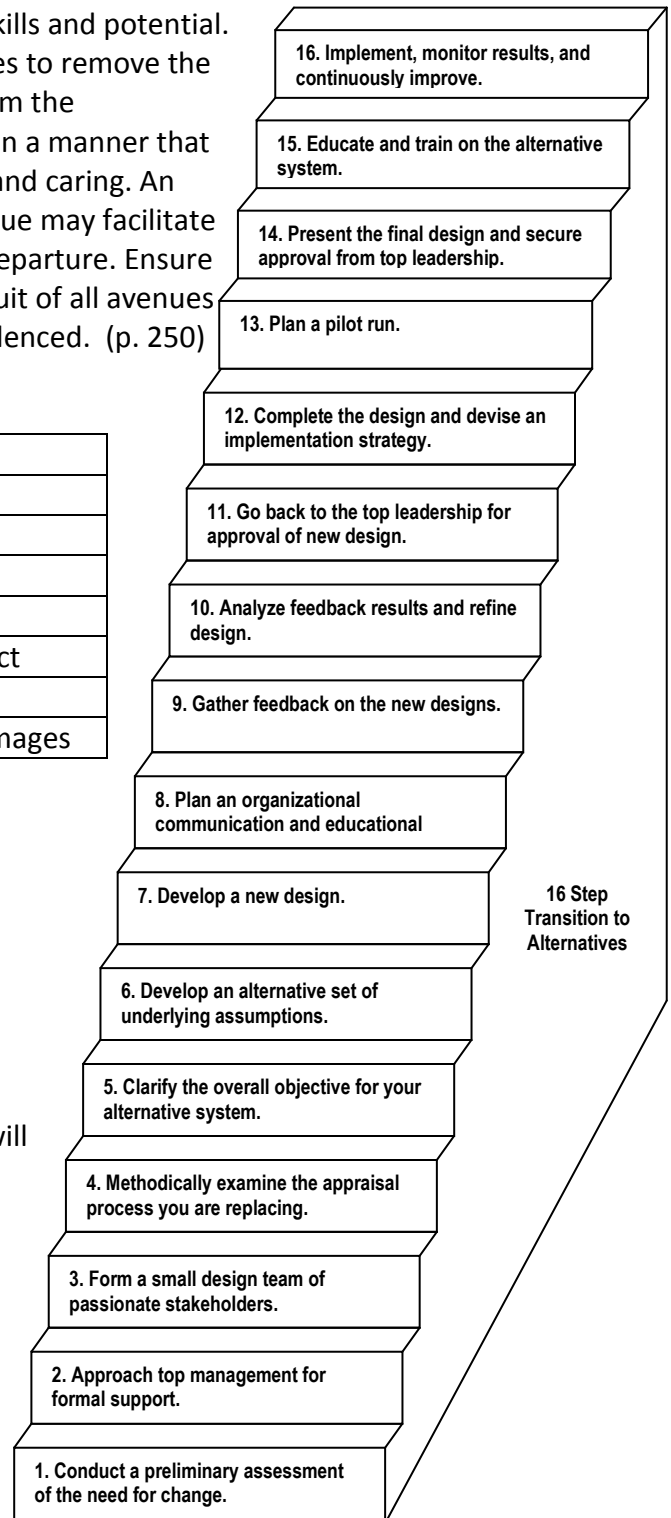 kills and potential.
es to remove the
m the
n a manner that
and caring. An
ue may facilitate
eparture. Ensure
uit of all avenues
lenced. (p. 250)
ct
mages
will
16. Implement, monitor results, and
continuously improve.
15. Educate and train on the alternative
system.
14. Present the final design and secure
approval from top leadership.
13. Plan a pilot run.
12. Complete the design and devise an
implementation strategy.
11. Go back to the top leadership for
approval of new design.
10. Analyze feedback results and refine
design.
9. Gather feedback on the new designs.
8. Plan an organizational
communication and educational
7. Develop a new design.
16 Step
Transition to
Alternatives
6. Develop an alternative set of
underlying assumptions.
5. Clarify the overall objective for your
alternative system.
4. Methodically examine the appraisal
process you are replacing.
3. Form a small design team of
passionate stakeholders.
2. Approach top management for
formal support.
1. Conduct a preliminary assessment
of the need for change.